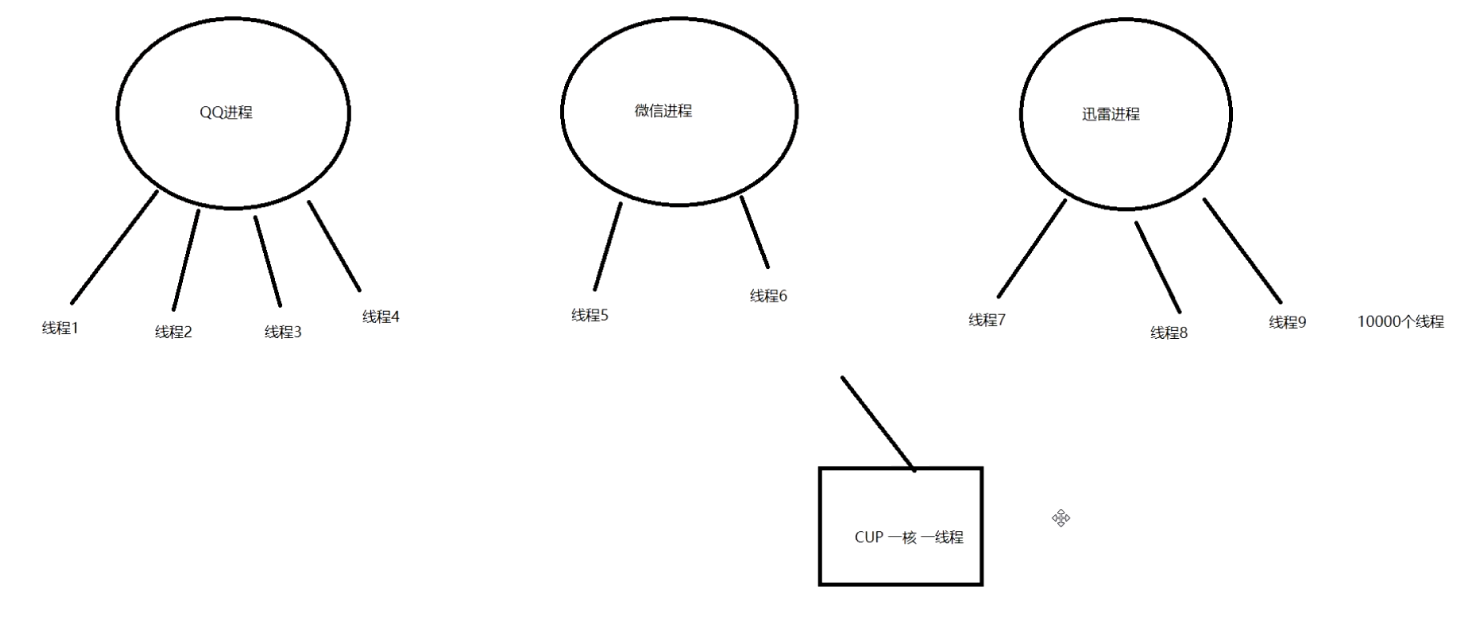 QQ进程
微信进程
迅雷进程
线程1
线程2
线程3
线程4
线程5
线程6
线程7
线程8
线程9
10000个线程
CUP 一核 一线程